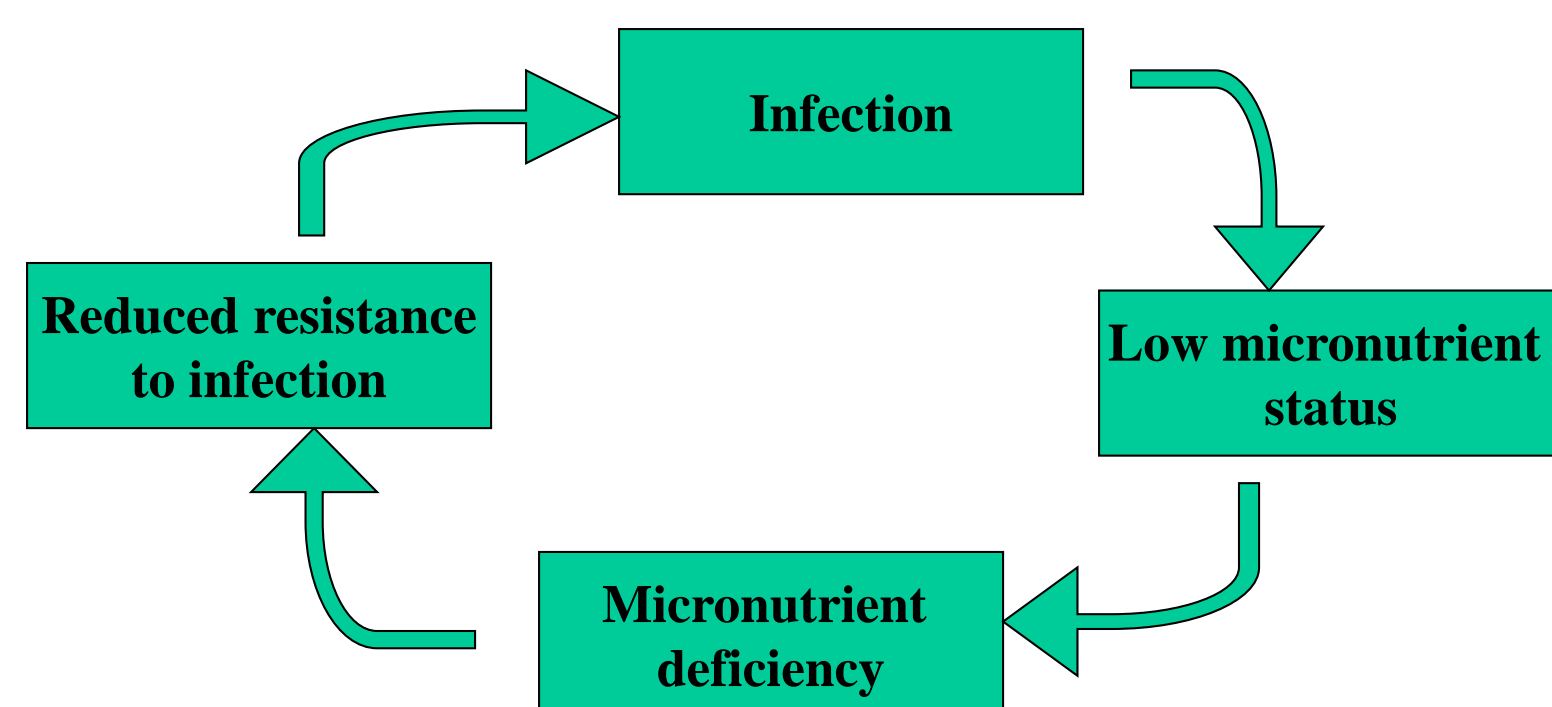 Infection
Reduced resistance
to infection
Low micronutrient
status
Micronutrient
deficiency